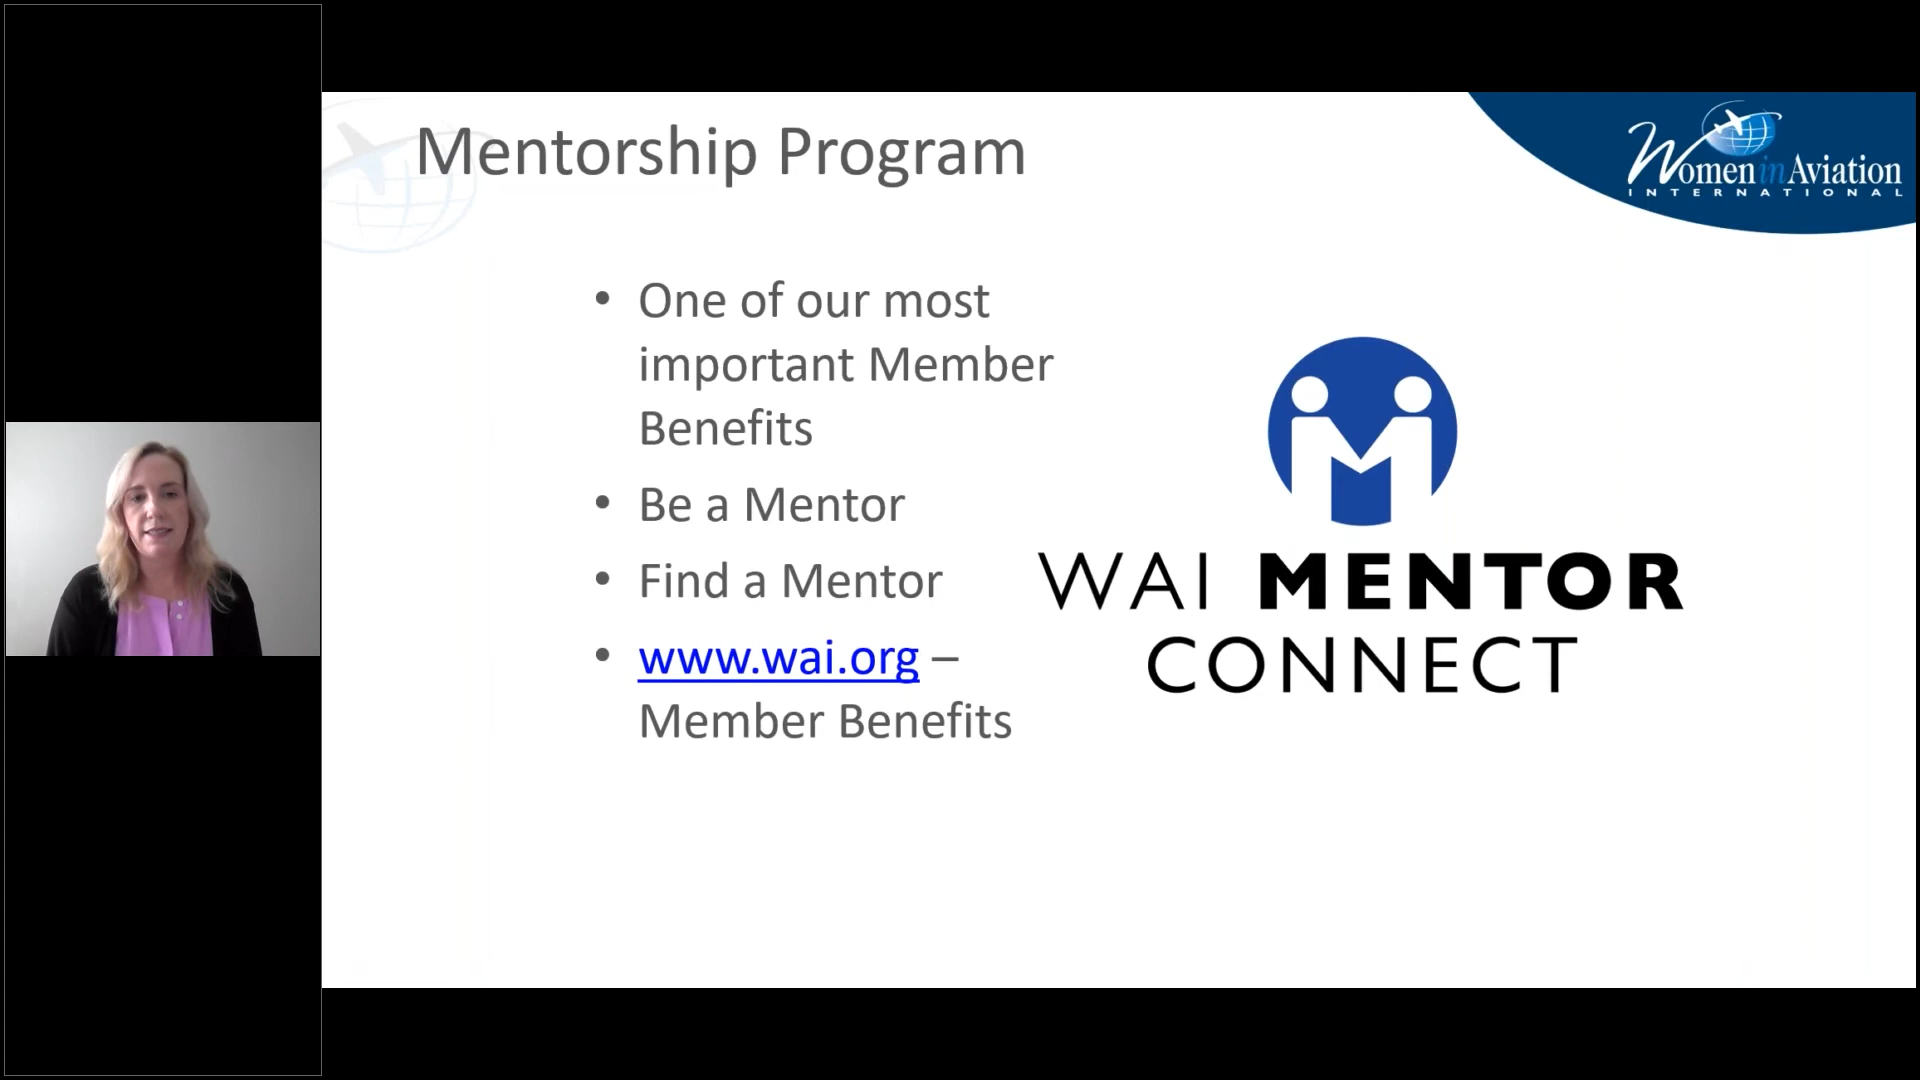 Mentorship Program
Women in Aviation
INTERNATIONAL
• One of our most
important Member
Benefits
• Be a Mentor
• Find a Mentor
• www.wai.org –
Member Benefits
WAI MENTOR
CONNECT